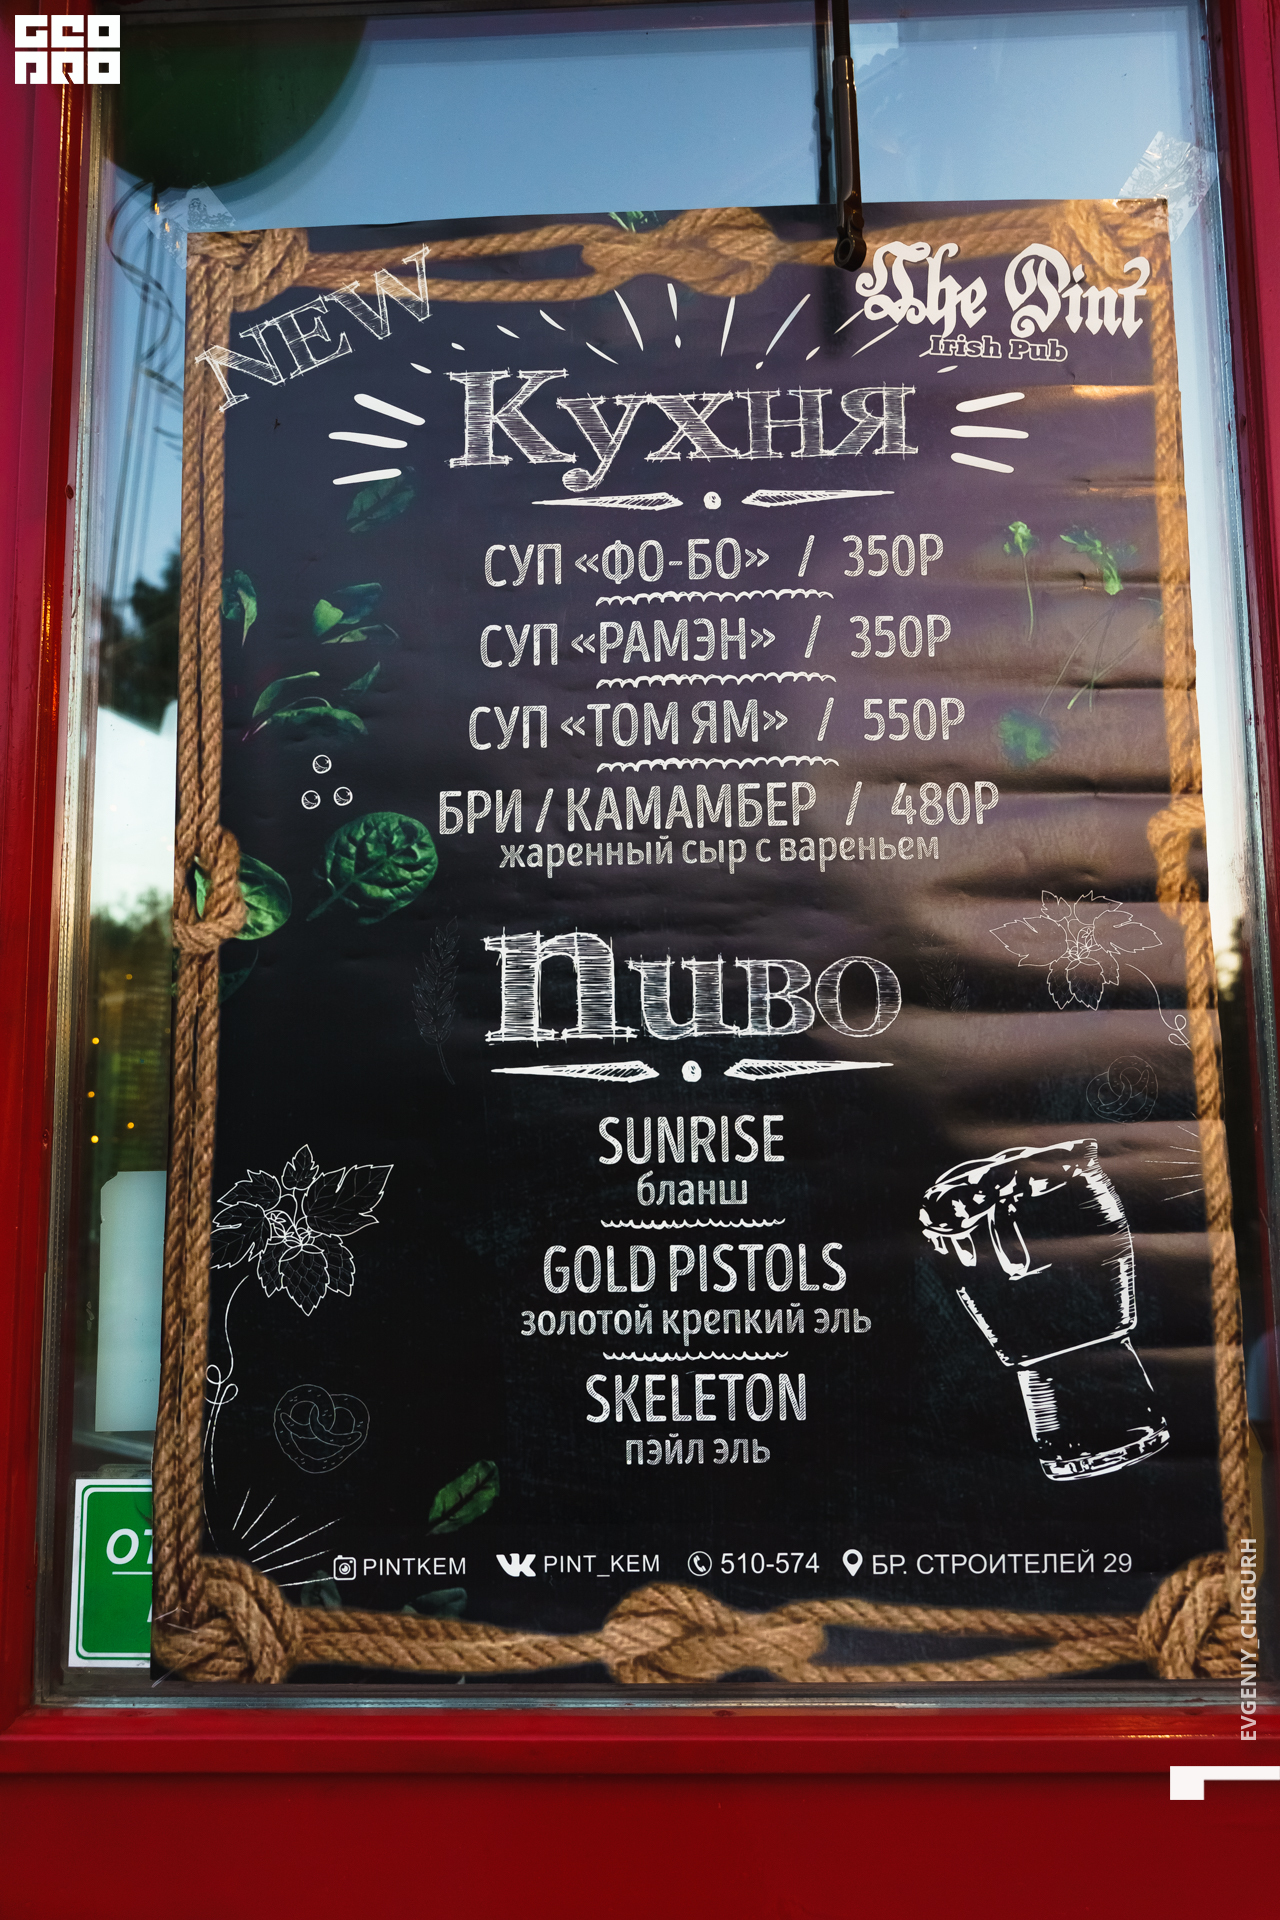 GEO
PRO
NEW
The Pint
Irish Pub
Кухня
СУП «ФО-БО» / 350Р
СУП «РАМЭН» / 350Р
СУП «ТОМ ЯМ» / 550Р
БРИ / КАМАМБЕР / 480Р
жаренный сыр с вареньем
пиво
SUNRISE
бланш
GOLD PISTOLS
золотой крепкий эль
SKELETON
пэйл эль
PINTKEM PINT_KEM 510-574 БР. СТРОИТЕЛЕЙ 29
EVGENIY_CHIGURH